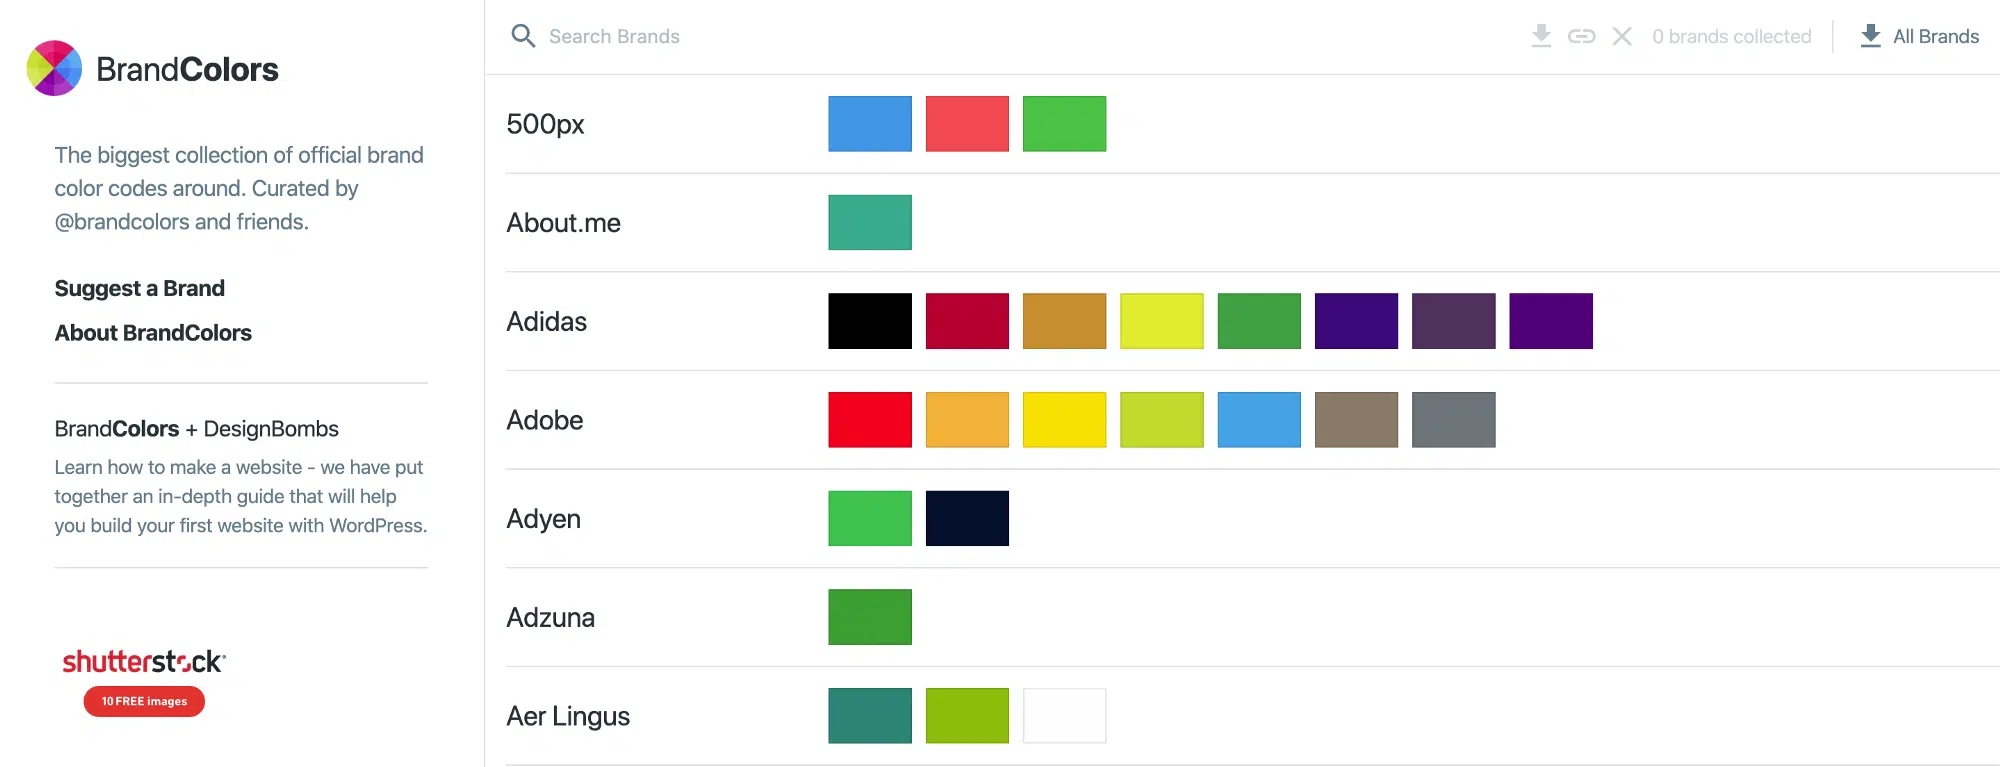 BrandColors
The biggest collection of official brand
color codes around. Curated by
@brandcolors and friends.
Suggest a Brand
About BrandColors
BrandColors + DesignBombs
Learn how to make a website - we have put
together an in-depth guide that will help
you build your first website with WordPress.
shutterstock
10 FREE images
Search Brands
0 brands collected
All Brands
500px
About.me
Adidas
Adobe
Adyen
Adzuna
Aer Lingus